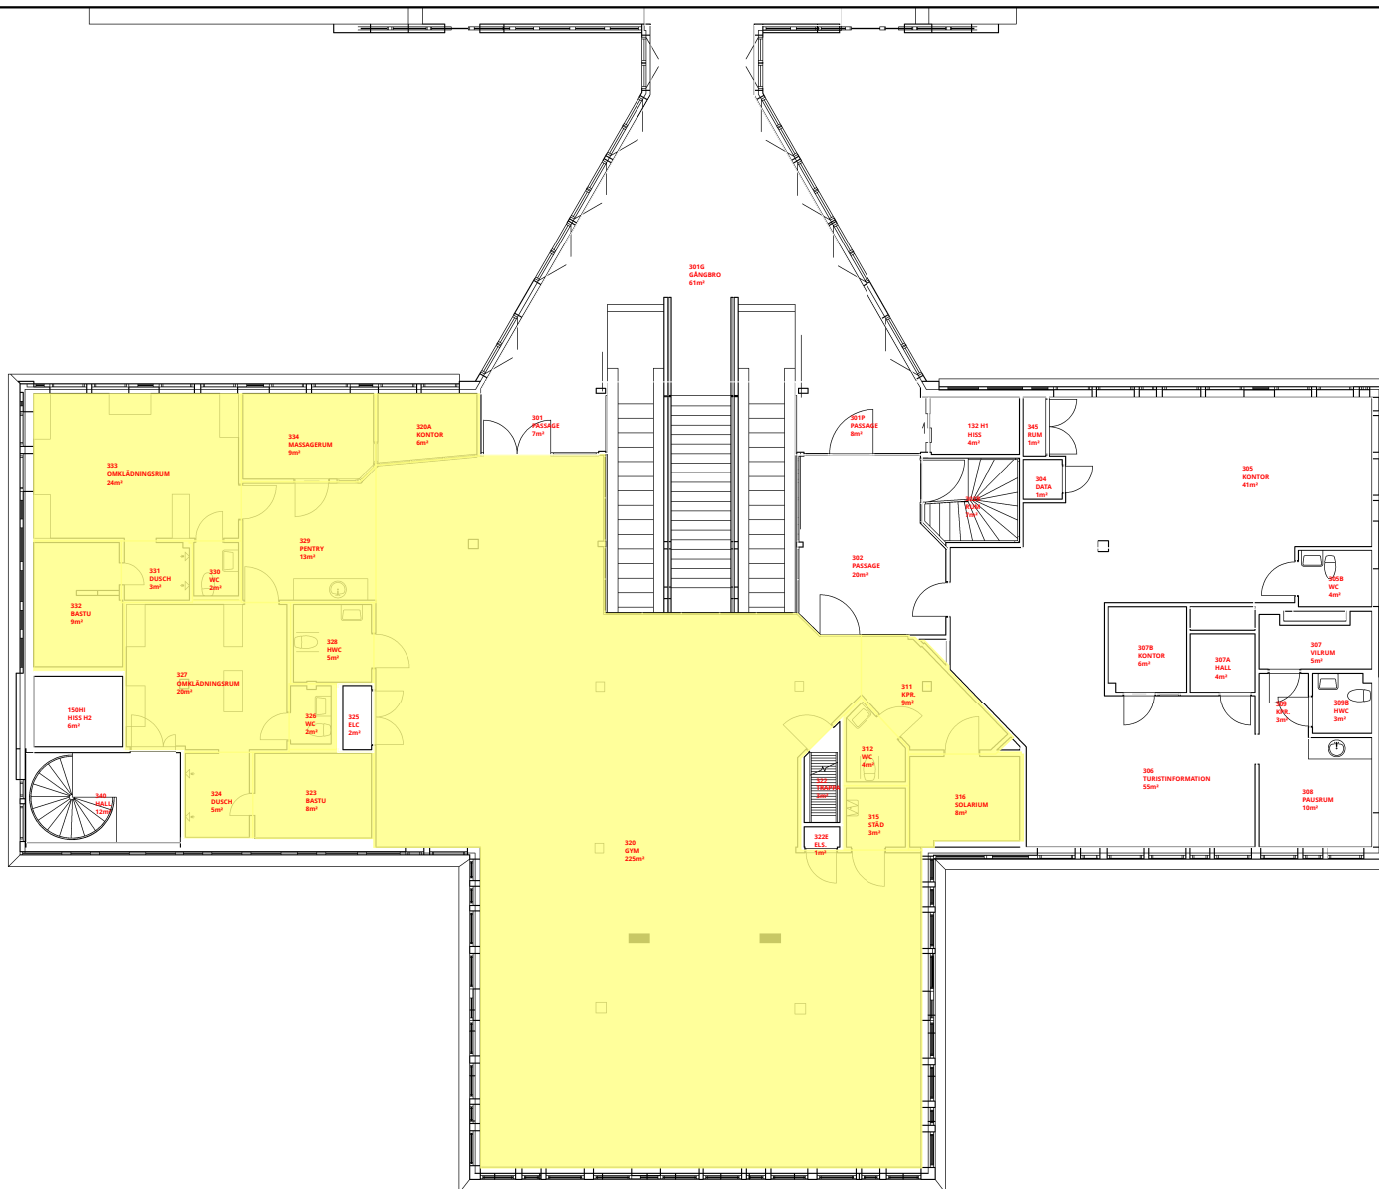 301G
GÅNGBRO
61m²
301
PASSAGE
7m²
301P
PASSAGE
8m²
132 H1
HISS
4m²
345
RUM
1m²
320A
KONTOR
6m²
334
MASSAGERUM
9m²
333
OMKLÄDNINGSRUM
24m²
305
KONTOR
41m²
304
DATA
1m²
RUM
7m²
329
PENTRY
13m²
302
PASSAGE
20m²
331
DUSCH
3m²
330
WC
2m²
305B
WC
4m²
332
BASTU
9m²
328
HWC
5m²
307B
KONTOR
6m²
307A
HALL
4m²
307
VILRUM
5m²
327
OMKLÄDNINGSRUM
20m²
311
KPR.
9m²
150HI
HISS H2
6m²
326
WC
2m²
325
ELC
2m²
309
KPR.
3m²
309B
HWC
3m²
312
WC
4m²
306
TURISTINFORMATION
55m²
340
HALL
12m²
324
DUSCH
5m²
323
BASTU
8m²
316
SOLARIUM
8m²
308
PAUSRUM
10m²
315
STÄD
3m²
322E
ELS.
1m²
320
GYM
225m²